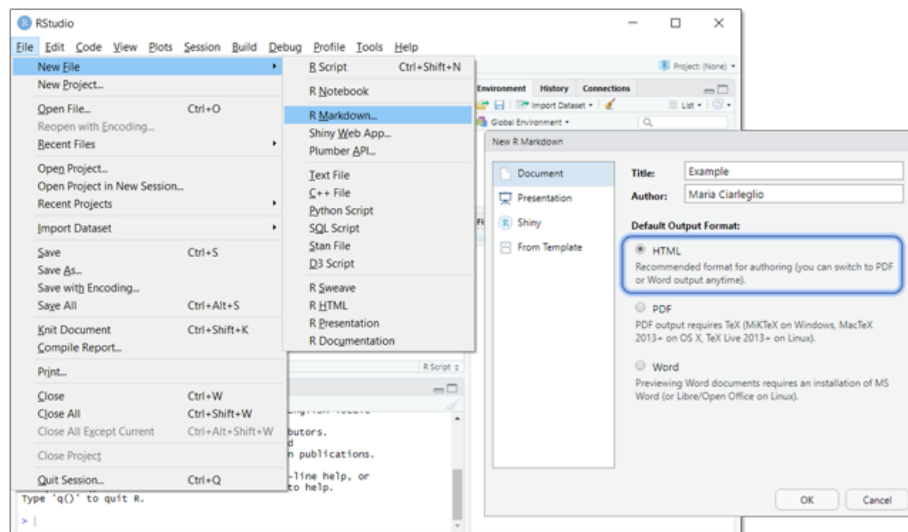 RStudio
File Edit Code View Plots Session Build Debug Profile Tools Help
New File
New Project...
Open File... Ctrl+O
Reopen with Encoding...
Recent Files
Open Project...
Open Project in New Session...
Recent Projects
Import Dataset
Save Ctrl+S
Save As...
Save with Encoding...
Save All Ctrl+Alt+S
Knit Document Ctrl+Shift+K
Compile Report...
Print...
Close Ctrl+W
Close All Ctrl+Shift+W
Close All Except Current Ctrl+Alt+Shift+W
Close Project
Quit Session... Ctrl+Q
R Script Ctrl+Shift+N
R Notebook
R Markdown...
Shiny Web App...
Plumber API...
Text File
C++ File
Python Script
SQL Script
Stan File
D3 Script
R Sweave
R HTML
R Presentation
R Documentation
Project: (None)
Environment History Connections
Import Dataset List
Global Environment
R Script
butors.
n publications.
-line help, or
to help.
Type 'q()' to quit R.
>
New R Markdown
Document
Presentation
Shiny
From Template
Title: Example
Author: Maria Ciarleglio
Default Output Format:
HTML
Recommended format for authoring (you can switch to PDF
or Word output anytime).
PDF
PDF output requires TeX (MiKTeX on Windows, MacTeX
2013+ on OS X, TeX Live 2013+ on Linux).
Word
Previewing Word documents requires an installation of MS
Word (or Libre/Open Office on Linux).
OK Cancel